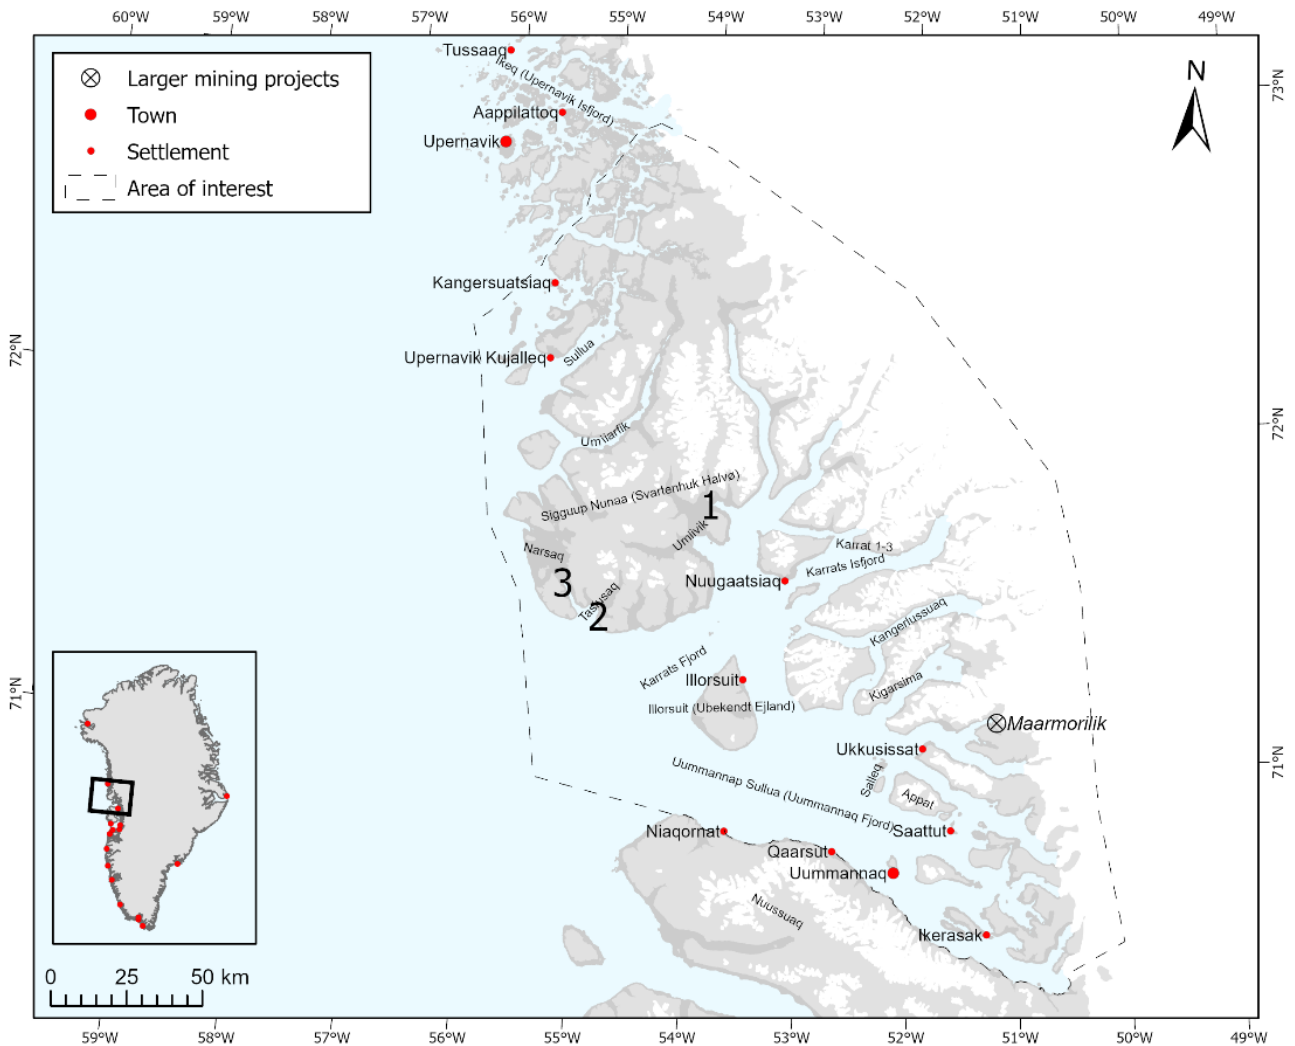 60°W 59°W 58°W 57°W 56°W 55°W 54°W 53°W 52°W 51°W 50°W 49°W
Larger mining projects
Town
Settlement
Area of interest
N
73°N
Tussaaq
Ikeq (Upernavik Isfjord)
Aappilattoq
Upernavik
Kangersuatsiaq
72°N
Upernavik Kujalleq
Sullua
72°N
Umiiarfik
Sigguup Nunaa (Svartenhuk Halvø)
1
Umiivik
Narsaq
Karrat 1-3
Karrats Isfjord
3
Nuugaatsiaq
Tasiusaq
2
Kangerlussuaq
Karrats Fjord
71°N
Illorsuit
Kigarsima
Illorsuit (Ubekendt Ejland)
Maarmorilik
Ukkusissat
71°N
Uummannap Sullua (Uummannaq Fjord)
Salleq
Appat
Niaqornat
Saattut
Qaarsut
Uummannaq
Nuussuaq
Ikerasak
0 25 50 km
59°W 58°W 57°W 56°W 55°W 54°W 53°W 52°W 51°W 50°W 49°W